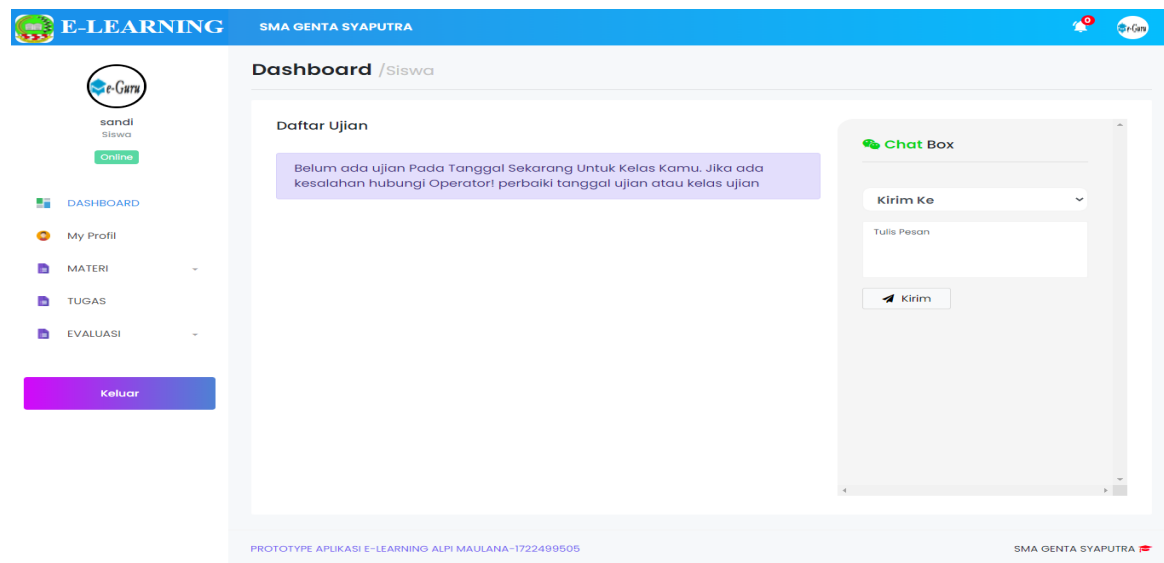 E-LEARNING
SMA GENTA SYAPUTRA
0
e-Guru
e-Guru
sandi
Siswa
Online
DASHBOARD
My Profil
MATERI
TUGAS
EVALUASI
Keluar
Dashboard /Siswa
Daftar Ujian
Belum ada ujian Pada Tanggal Sekarang Untuk Kelas Kamu. Jika ada
kesalahan hubungi Operator! perbaiki tanggal ujian atau kelas ujian
Chat Box
Kirim Ke
Tulis Pesan
Kirim
PROTOTYPE APLIKASI E-LEARNING ALPI MAULANA-1722499505
SMA GENTA SYAPUTRA